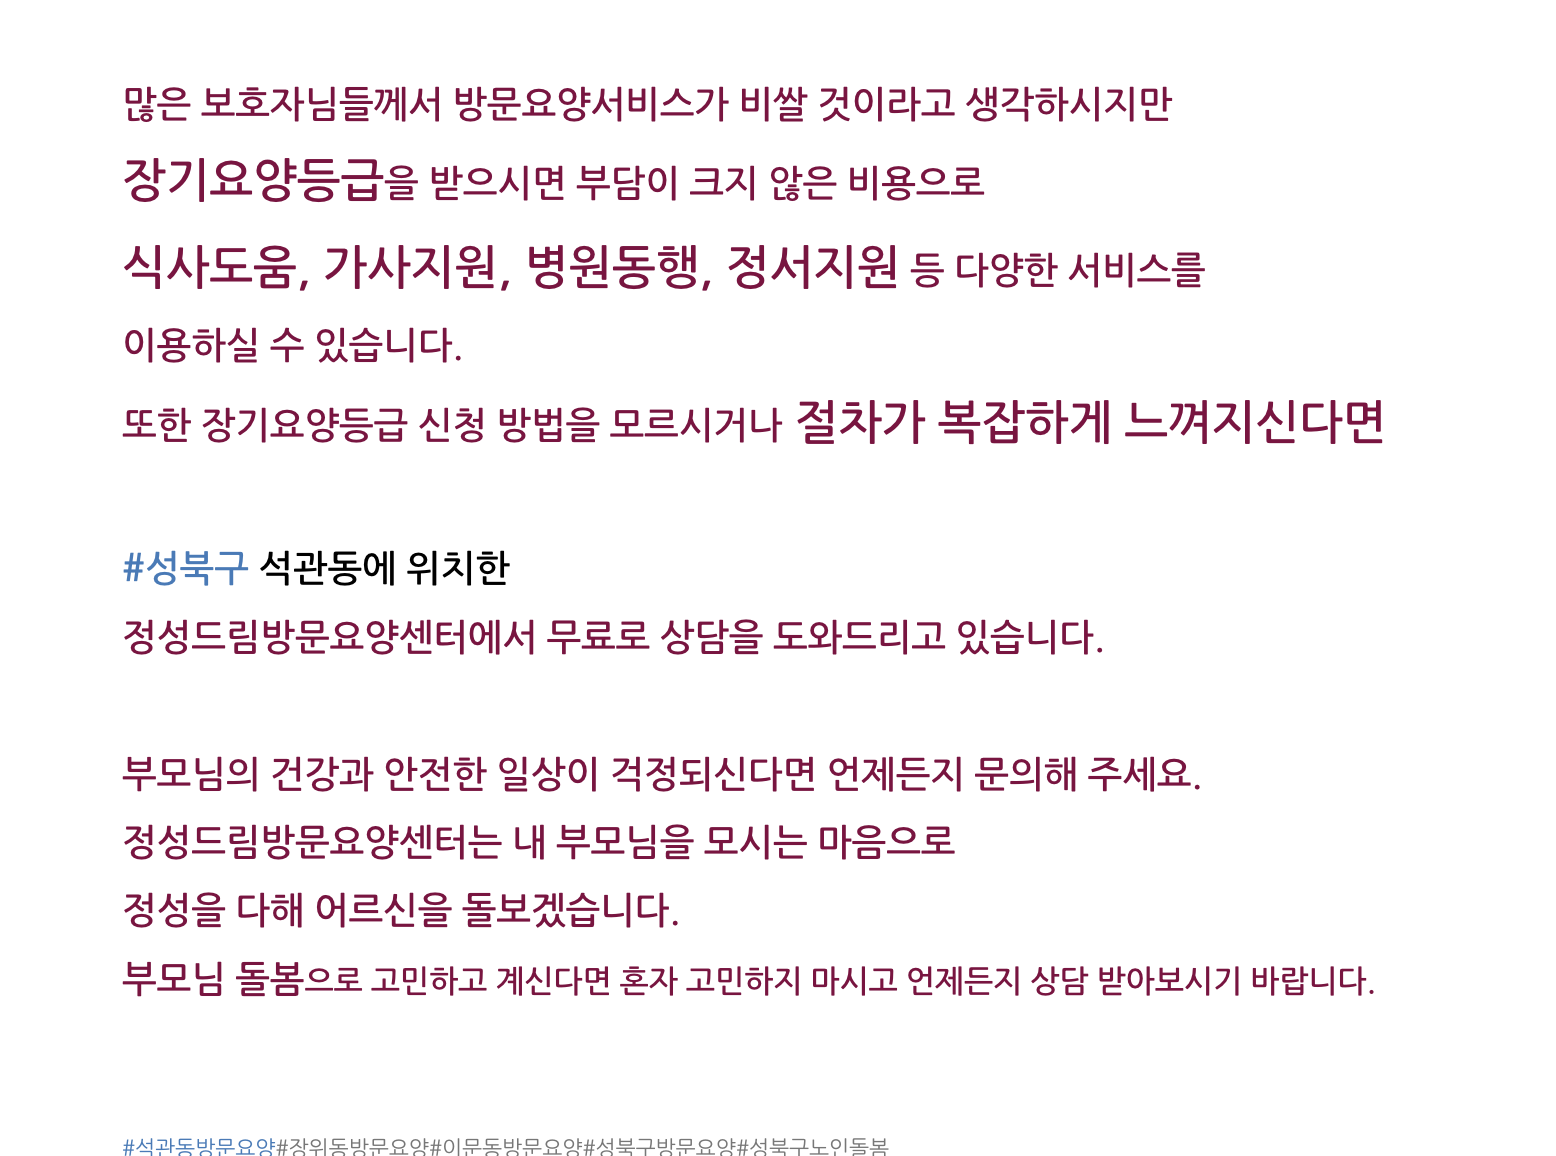 많은 보호자님들께서 방문요양서비스가 비쌀 것이라고 생각하시지만
장기요양등급을 받으시면 부담이 크지 않은 비용으로
식사도움, 가사지원, 병원동행, 정서지원 등 다양한 서비스를
이용하실 수 있습니다.
또한 장기요양등급 신청 방법을 모르시거나 절차가 복잡하게 느껴지신다면
#성북구 석관동에 위치한
정성드림방문요양센터에서 무료로 상담을 도와드리고 있습니다.
부모님의 건강과 안전한 일상이 걱정되신다면 언제든지 문의해 주세요.
정성드림방문요양센터는 내 부모님을 모시는 마음으로
정성을 다해 어르신을 돌보겠습니다.
부모님 돌봄으로 고민하고 계신다면 혼자 고민하지 마시고 언제든지 상담 받아보시기 바랍니다.
#석관동방문요양#장위동방문요양#이문동방문요양#성북구방문요양#성북구노인돌봄